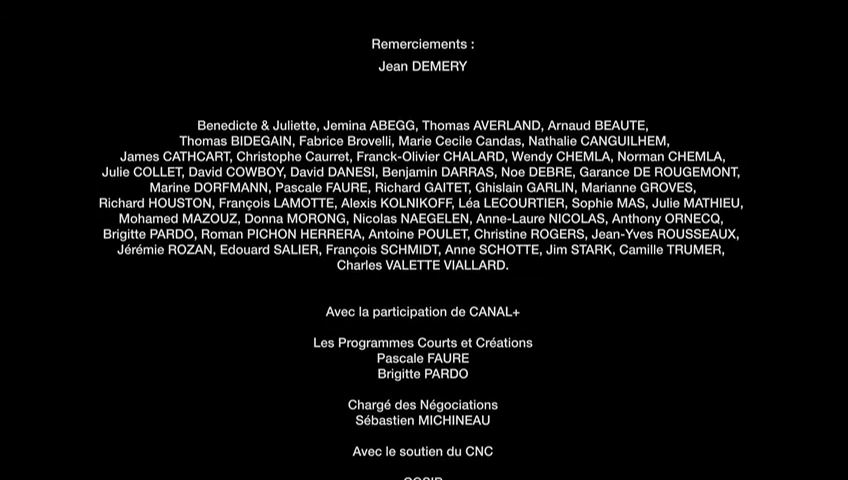 Remerciements :
Jean DEMERY
Benedicte & Juliette, Jemina ABEGG, Thomas AVERLAND, Arnaud BEAUTE,
Thomas BIDEGAIN, Fabrice Brovelli, Marie Cecile Candas, Nathalie CANGUILHEM,
James CATHCART, Christophe Caurret, Franck-Olivier CHALARD, Wendy CHEMLA, Norman CHEMLA,
Julie COLLET, David COWBOY, David DANESI, Benjamin DARRAS, Noe DEBRE, Garance DE ROUGEMONT,
Marine DORFMANN, Pascale FAURE, Richard GAITET, Ghislain GARLIN, Marianne GROVES,
Richard HOUSTON, François LAMOTTE, Alexis KOLNIKOFF, Léa LECOURTIER, Sophie MAS, Julie MATHIEU,
Mohamed MAZOUZ, Donna MORONG, Nicolas NAEGELEN, Anne-Laure NICOLAS, Anthony ORNECQ,
Brigitte PARDO, Roman PICHON HERRERA, Antoine POULET, Christine ROGERS, Jean-Yves ROUSSEAUX,
Jérémie ROZAN, Edouard SALIER, François SCHMIDT, Anne SCHOTTE, Jim STARK, Camille TRUMER,
Charles VALETTE VIALLARD.
Avec la participation de CANAL+
Les Programmes Courts et Créations
Pascale FAURE
Brigitte PARDO
Chargé des Négociations
Sébastien MICHINEAU
Avec le soutien du CNC